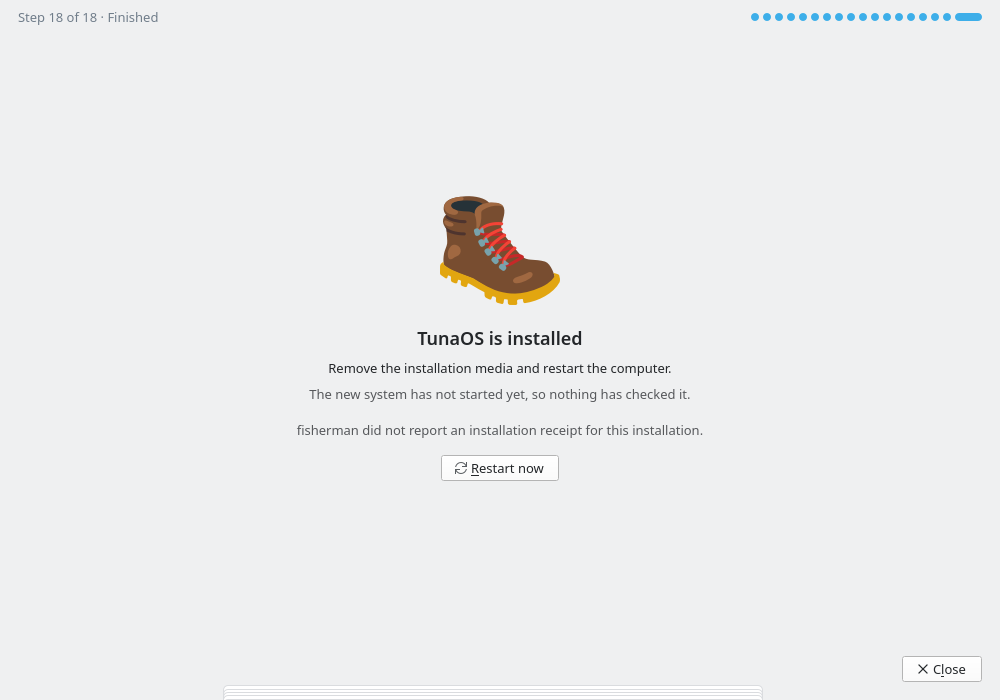 Step 18 of 18 · Finished
TunaOS is installed
Remove the installation media and restart the computer.
The new system has not started yet, so nothing has checked it.
fisherman did not report an installation receipt for this installation.
Restart now
Close